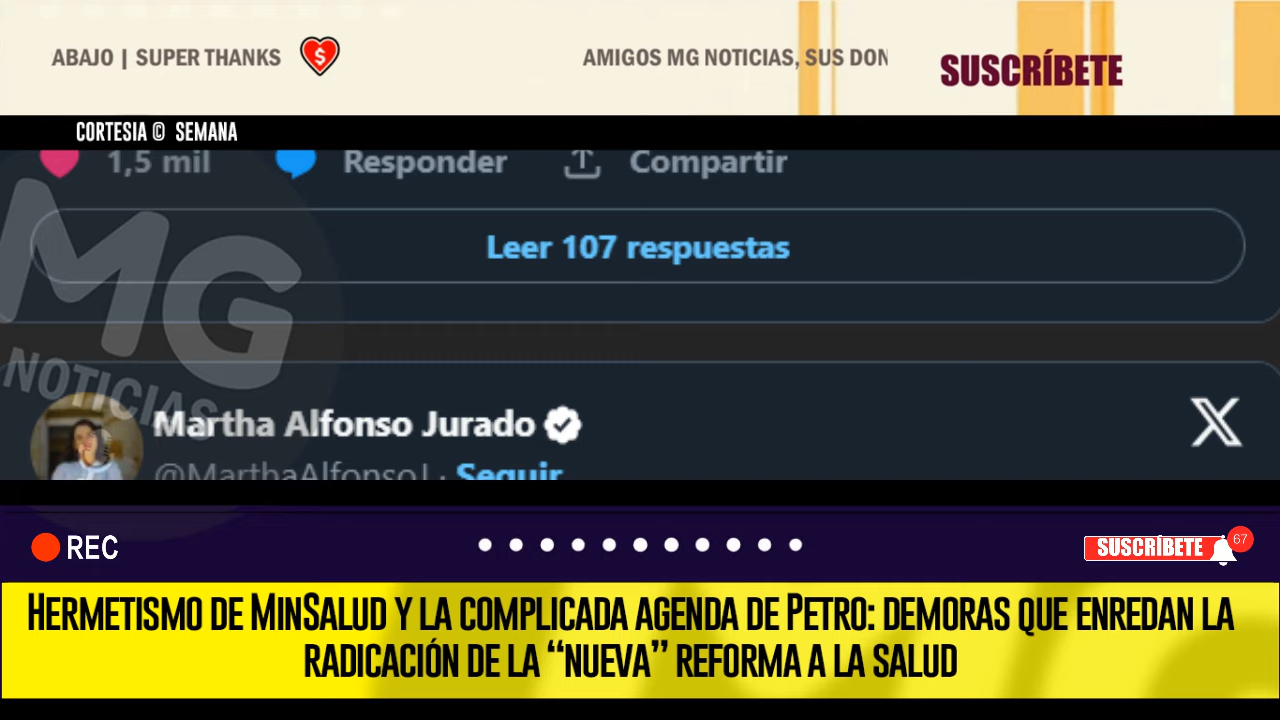 ABAJO | SUPER THANKS
AMIGOS MG NOTICIAS, SUS DON
SUSCRÍBETE
CORTESIA © SEMANA
1,5 mil
Responder
Compartir
Leer 107 respuestas
MG
NOTICIAS
Martha Alfonso Jurado
X
@MarthaAlfonsoJ · Seguir
REC
SUSCRÍBETE
67
HERMETISMO DE MINSALUD Y LA COMPLICADA AGENDA DE PETRO: DEMORAS QUE ENREDAN LA
RADICACIÓN DE LA “NUEVA” REFORMA A LA SALUD